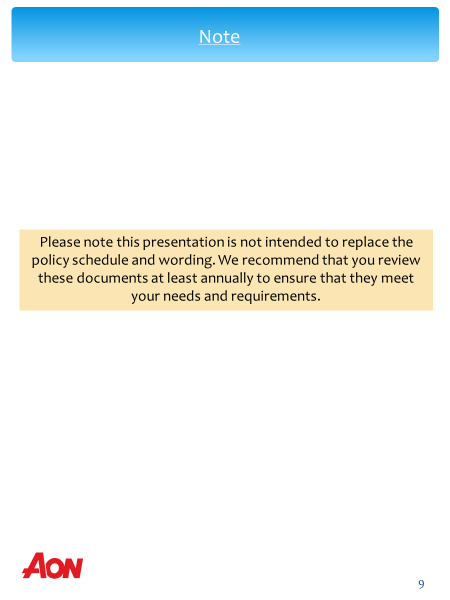 Note
Please note this presentation is not intended to replace the
policy schedule and wording. We recommend that you review
these documents at least annually to ensure that they meet
your needs and requirements.
AON
9